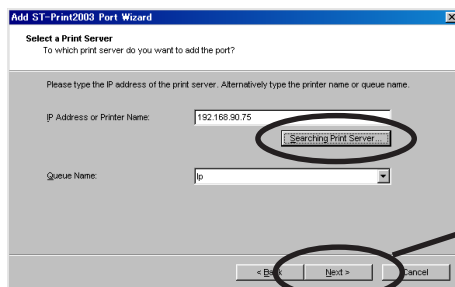 Add ST-Print2003 Port Wizard
Select a Print Server
To which print server do you want to add the port?
Please type the IP address of the print server. Alternatively type the printer name or queue name.
IP Address or Printer Name: 192.168.90.75
Searching Print Server...
Queue Name: lp
< Back Next > Cancel